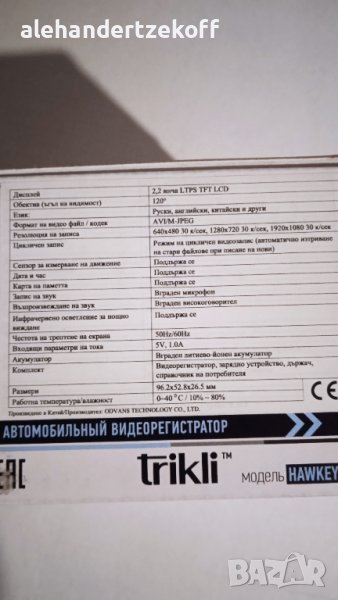 alehandertzekoff
Дисплей 2,2 инча LTPS TFT LCD
Обектив (ъгъл на видимост) 120°
Език: Руски, английски, китайски и други
Формат на видео файл / кодек AVI/M-JPEG
Резолюция на записа 640x480 30 к/сек, 1280x720 30 к/сек, 1920x1080 30 к/сек
Цикличен запис Режим на цикличен видеозапис (автоматично изтриване
на стари файлове при писане на нови)
Сензор за измерване на движение Поддържа се
Дата и час Поддържа се
Карта на паметта Поддържа се
Запис на звук Вграден микрофон
Възпроизвеждане на звук Вграден високоговорител
Инфрачервено осветление за нощно
виждане Поддържа се
Честота на трептене на екрана 50Hz/60Hz
Входящи параметри на тока 5V, 1.0A
Акумулатор Вграден литиево-йонен акумулатор
Комплект Видеорегистратор, зарядно устройство, държач,
справочник на потребителя
Размери 96.2x52.8x26.5 мм
Работна температура/влажност 0~40°C / 10% – 80%
Произведено в Китай/Производител: ODVANS TECHNOLOGY CO., LTD.
CE
АВТОМОБИЛЬНЫЙ ВИДЕОРЕГИСТРАТОР
EAC trikli™ МОДЕЛЬ HAWKEY
BAZAR
bazar.bg